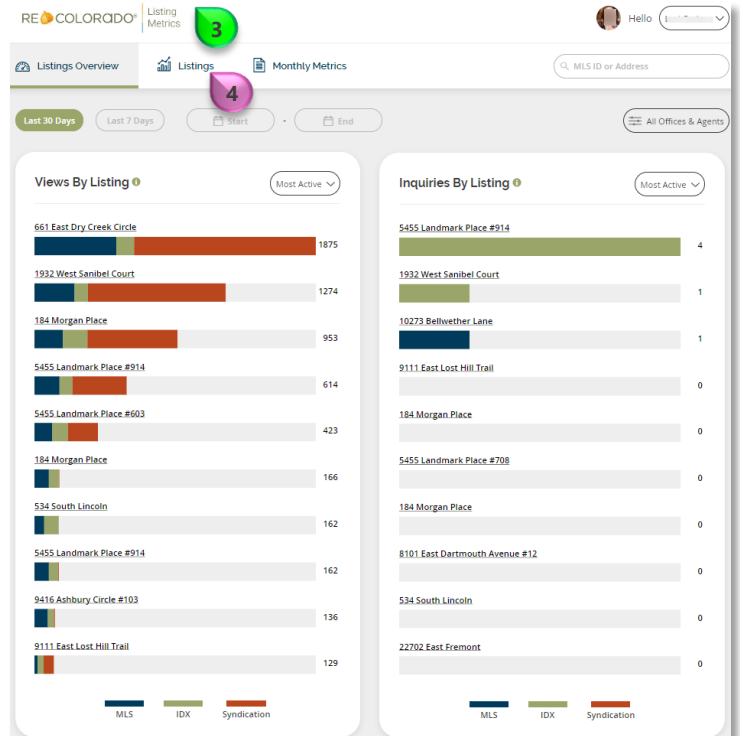 RECOLORADO® Listing
Metrics
3
Hello
Listings Overview
Listings
Monthly Metrics
MLS ID or Address
4
Last 30 Days
Last 7 Days
Start
-
End
All Offices & Agents
Views By Listing
Most Active
661 East Dry Creek Circle
1875
1932 West Sanibel Court
1274
184 Morgan Place
953
5455 Landmark Place #914
614
5455 Landmark Place #603
423
184 Morgan Place
166
534 South Lincoln
162
5455 Landmark Place #914
162
9416 Ashbury Circle #103
136
9111 East Lost Hill Trail
129
MLS IDX Syndication
Inquiries By Listing
Most Active
5455 Landmark Place #914
4
1932 West Sanibel Court
1
10273 Bellwether Lane
1
9111 East Lost Hill Trail
0
184 Morgan Place
0
5455 Landmark Place #708
0
184 Morgan Place
0
8101 East Dartmouth Avenue #12
0
534 South Lincoln
0
22702 East Fremont
0
MLS IDX Syndication